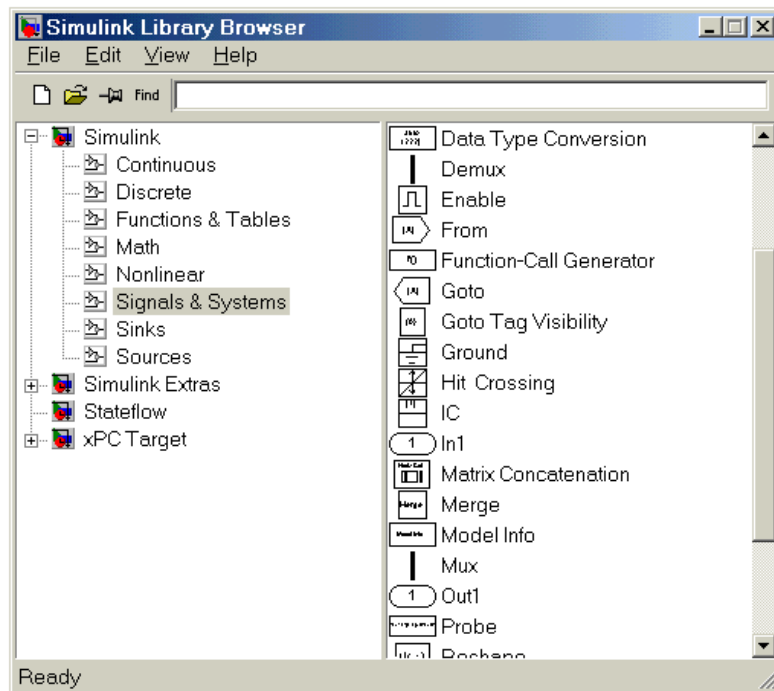 Simulink Library Browser
File Edit View Help
Find
Simulink
Continuous
Discrete
Functions & Tables
Math
Nonlinear
Signals & Systems
Sinks
Sources
Simulink Extras
Stateflow
xPC Target
Data Type Conversion
Demux
Enable
From
Function-Call Generator
Goto
Goto Tag Visibility
Ground
Hit Crossing
IC
1 In1
Matrix Concatenation
Merge Merge
Model Info
Mux
1 Out1
Probe
Ready